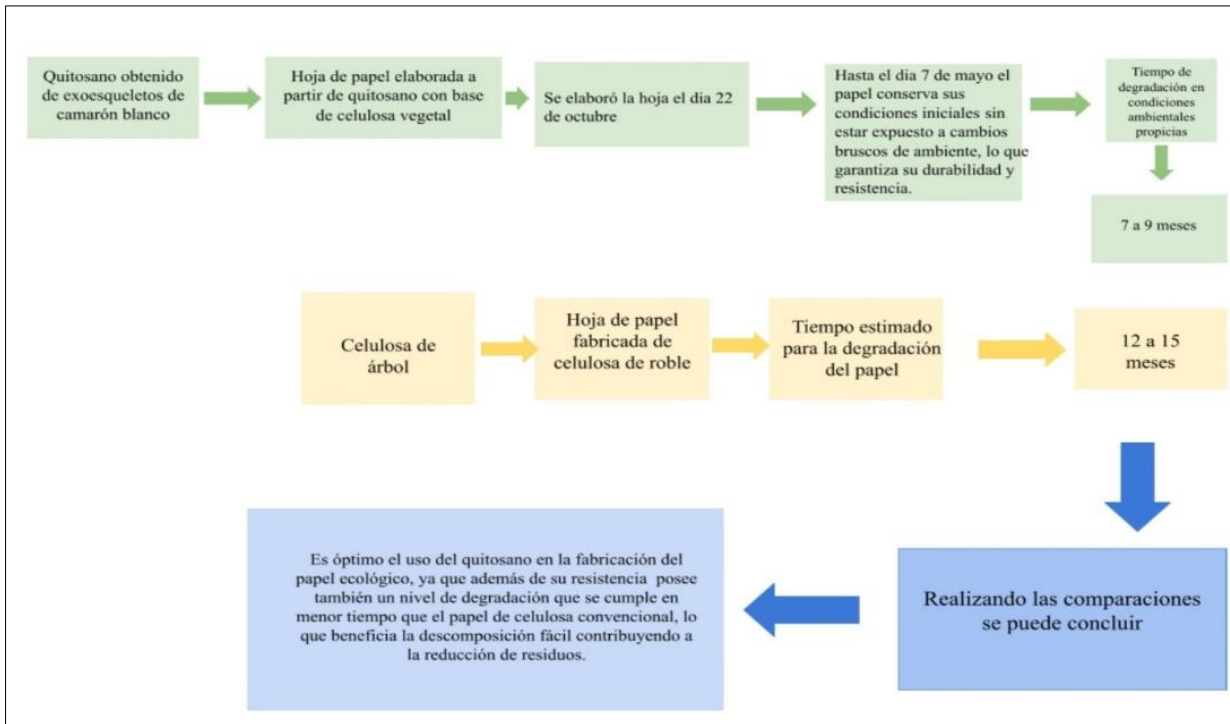 Quitosano obtenido
de exoesqueletos de
camarón blanco
Hoja de papel elaborada a
partir de quitosano con base
de celulosa vegetal
Se elaboró la hoja el dia 22
de octubre
Hasta el dia 7 de mayo el
papel conserva sus
condiciones iniciales sin
estar expuesto a cambios
bruscos de ambiente, lo que
garantiza su durabilidad y
resistencia.
Tiempo de
degradación en
condiciones
ambientales
propicias
7 a 9 meses
Celulosa de
árbol
Hoja de papel
fabricada de
celulosa de roble
Tiempo estimado
para la degradación
del papel
12 a 15
meses
Realizando las comparaciones
se puede concluir
Es óptimo el uso del quitosano en la fabricación del
papel ecológico, ya que además de su resistencia posee
también un nivel de degradación que se cumple en
menor tiempo que el papel de celulosa convencional, lo
que beneficia la descomposición fácil contribuyendo a
la reducción de residuos.